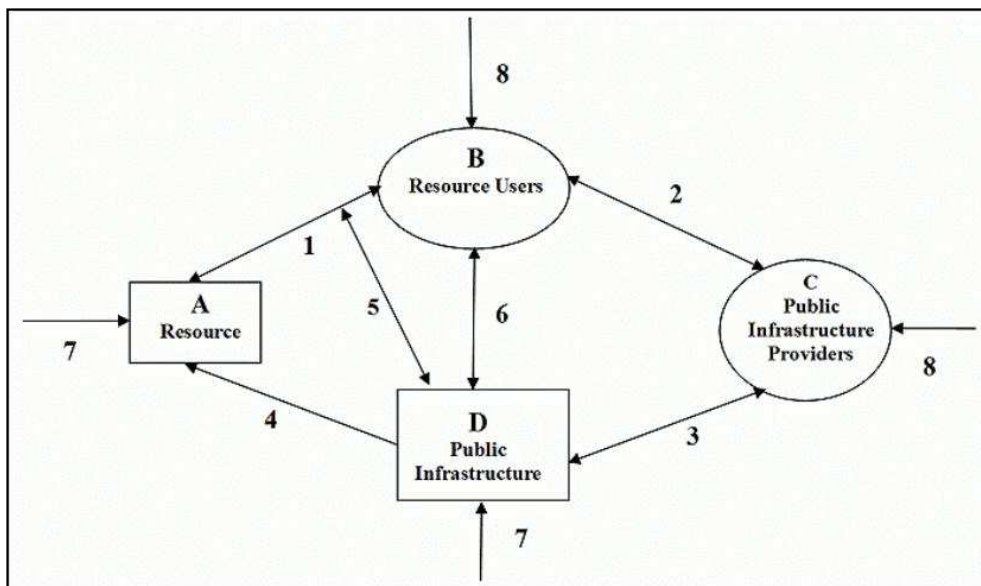 8
B
Resource Users
2
1
A
Resource
7
5
6
C
Public
Infrastructure
Providers
8
4
D
Public
Infrastructure
3
7